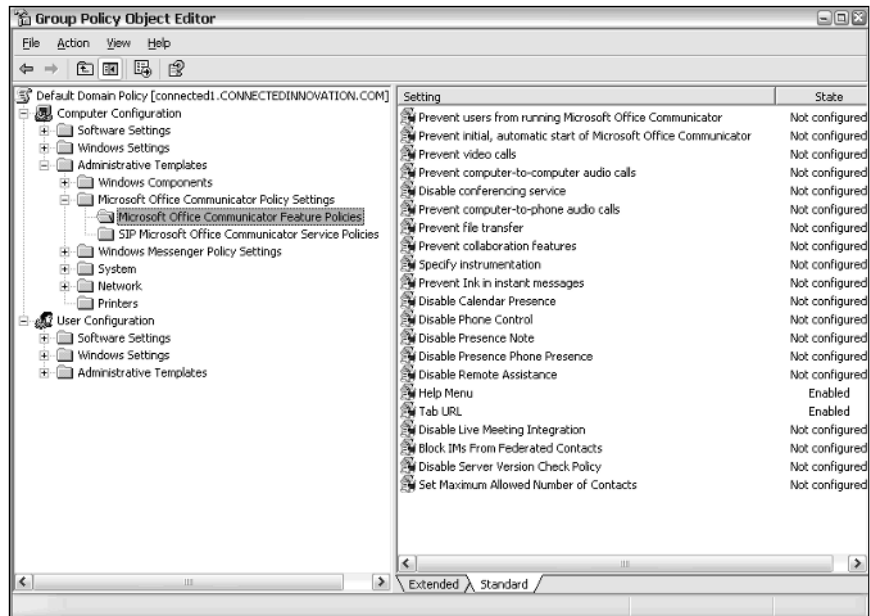 Group Policy Object Editor
File Action View Help
Default Domain Policy [connected1.CONNECTEDINNOVATION.COM]
Computer Configuration
Software Settings
Windows Settings
Administrative Templates
Windows Components
Microsoft Office Communicator Policy Settings
Microsoft Office Communicator Feature Policies
SIP Microsoft Office Communicator Service Policies
Windows Messenger Policy Settings
System
Network
Printers
User Configuration
Software Settings
Windows Settings
Administrative Templates
Setting State
Prevent users from running Microsoft Office Communicator Not configured
Prevent initial, automatic start of Microsoft Office Communicator Not configured
Prevent video calls Not configured
Prevent computer-to-computer audio calls Not configured
Disable conferencing service Not configured
Prevent computer-to-phone audio calls Not configured
Prevent file transfer Not configured
Prevent collaboration features Not configured
Specify instrumentation Not configured
Prevent Ink in instant messages Not configured
Disable Calendar Presence Not configured
Disable Phone Control Not configured
Disable Presence Note Not configured
Disable Presence Phone Presence Not configured
Disable Remote Assistance Not configured
Help Menu Enabled
Tab URL Enabled
Disable Live Meeting Integration Not configured
Block IMs From Federated Contacts Not configured
Disable Server Version Check Policy Not configured
Set Maximum Allowed Number of Contacts Not configured
Extended Standard